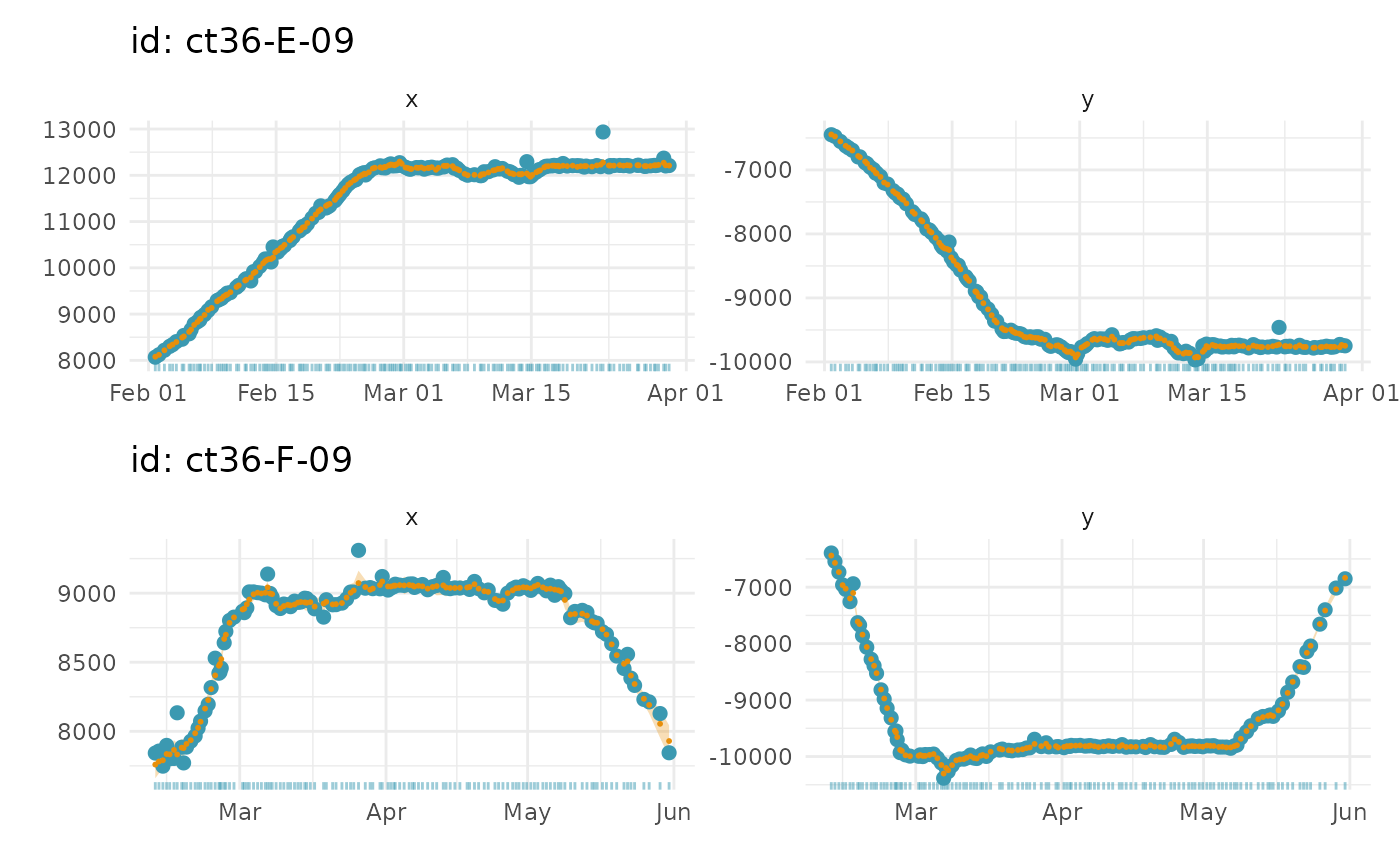 id: ct36-E-09
x
y
13000
12000
11000
10000
9000
8000
-7000
-8000
-9000
-10000
Feb 01 Feb 15 Mar 01 Mar 15 Apr 01
Feb 01 Feb 15 Mar 01 Mar 15 Apr 01
id: ct36-F-09
x
y
9000
8500
8000
-7000
-8000
-9000
-10000
Mar Apr May Jun
Mar Apr May Jun